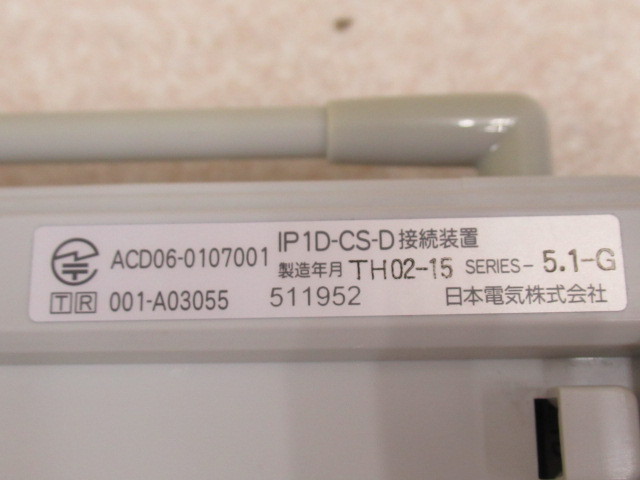 IP1D-CS-D接続装置
ACD06-0107001
製造年月 TH02-15 SERIES- 5.1-G
T R 001-A03055 511952 日本電気株式会社